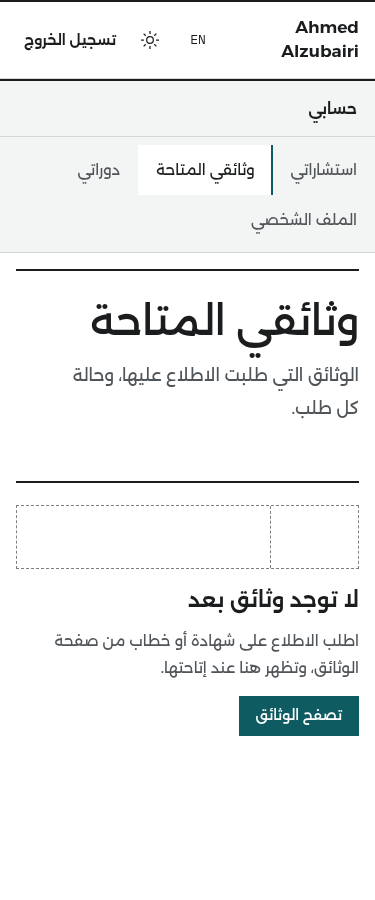 Ahmed
Alzubairi
EN
تسجيل الخروج
حسابي
استشاراتي
وثائقي المتاحة
دوراتي
الملف الشخصي
وثائقي المتاحة
الوثائق التي طلبت الاطلاع عليها، وحالة
كل طلب.
لا توجد وثائق بعد
اطلب الاطلاع على شهادة أو خطاب من صفحة
الوثائق، وتظهر هنا عند إتاحتها.
تصفح الوثائق